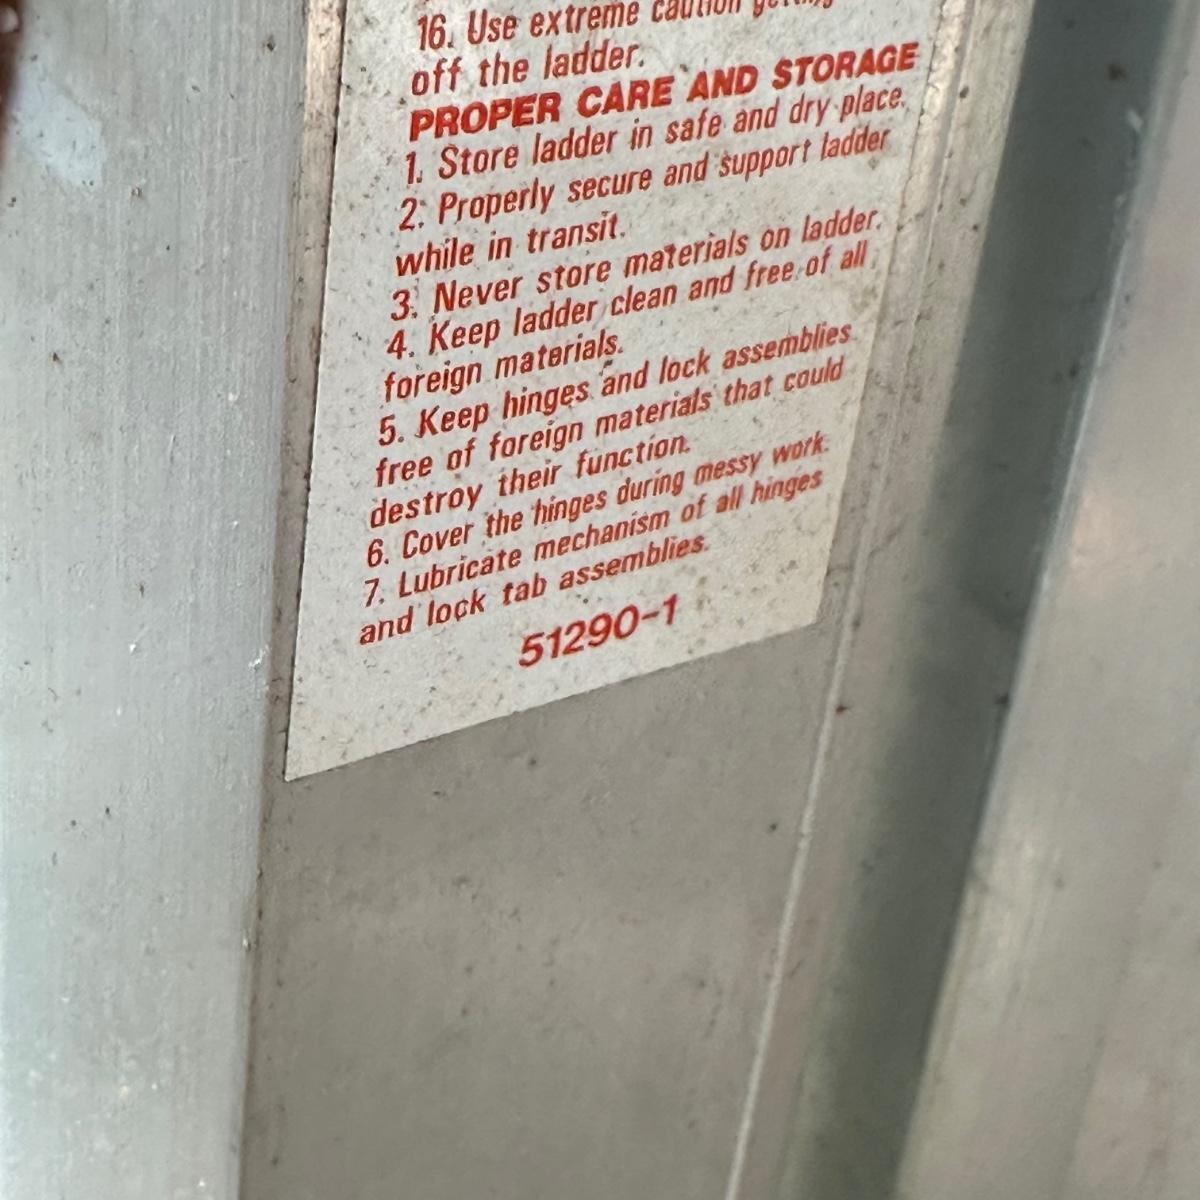 16. Use extreme caution getting
off the ladder.
PROPER CARE AND STORAGE
1. Store ladder in safe and dry place.
2. Properly secure and support ladder
while in transit.
3. Never store materials on ladder.
4. Keep ladder clean and free of all
foreign materials.
5. Keep hinges and lock assemblies
free of foreign materials that could
destroy their function.
6. Cover the hinges during messy work.
7. Lubricate mechanism of all hinges
and lock tab assemblies.
51290-1